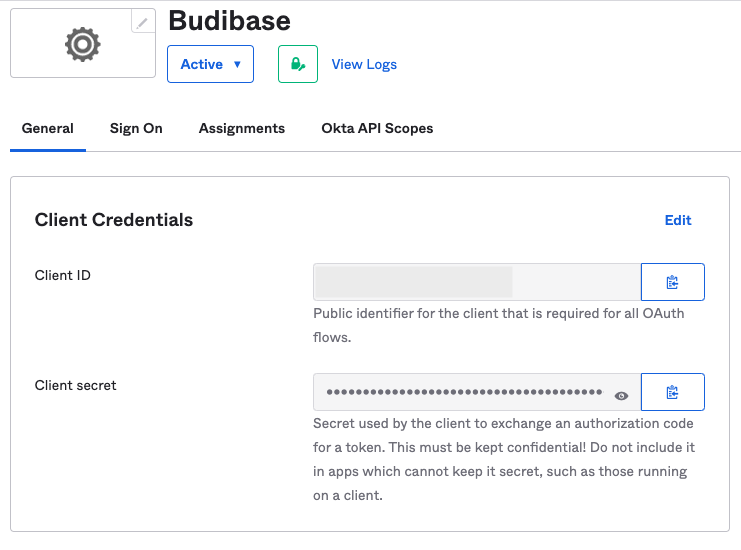 Budibase
Active
View Logs
General Sign On Assignments Okta API Scopes
Client Credentials Edit
Client ID
Public identifier for the client that is required for all OAuth
flows.
Client secret ••••••••••••••••••••••••••••••••••••••
Secret used by the client to exchange an authorization code
for a token. This must be kept confidential! Do not include it
in apps which cannot keep it secret, such as those running
on a client.